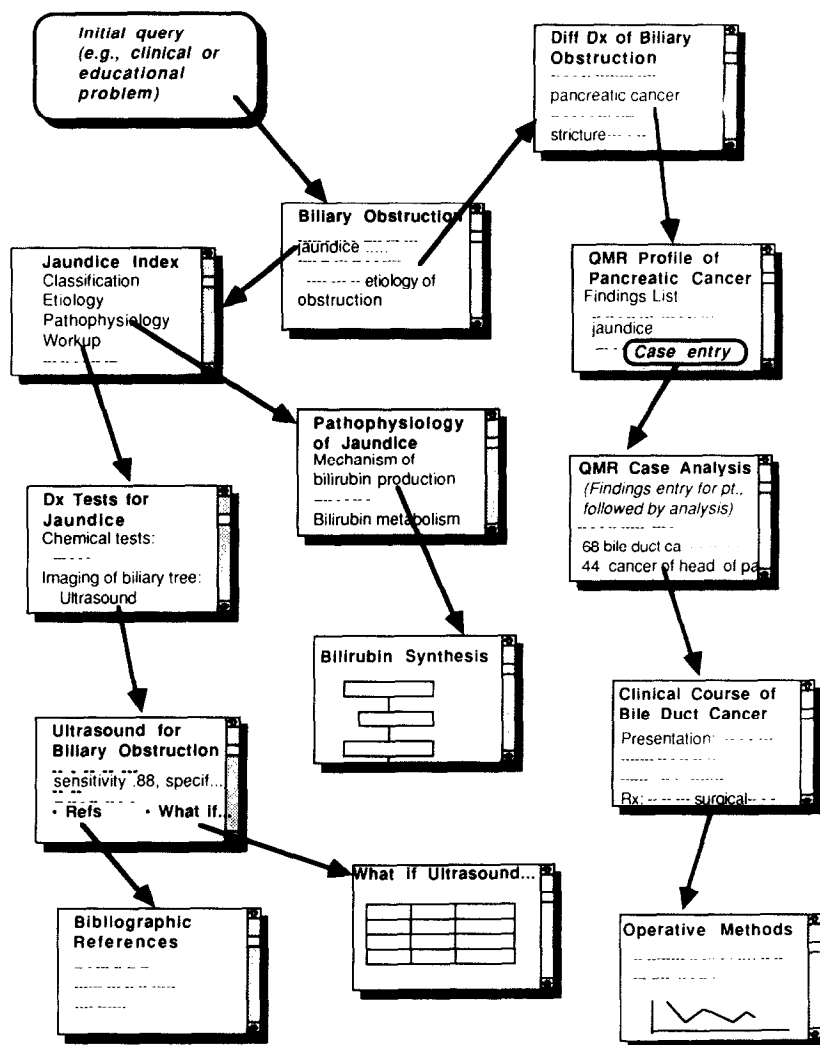 Initial query
(e.g., clinical or
educational
problem)
Diff Dx of Biliary
Obstruction
pancreatic cancer
stricture
Biliary Obstruction
jaundice
etiology of
obstruction
Jaundice Index
Classification
Etiology
Pathophysiology
Workup
QMR Profile of
Pancreatic Cancer
Findings List
jaundice
Case entry
Pathophysiology
of Jaundice
Mechanism of
bilirubin production
Bilirubin metabolism
QMR Case Analysis
(Findings entry for pt.,
followed by analysis)
68 bile duct ca
44 cancer of head of pa
Dx Tests for
Jaundice
Chemical tests:
Imaging of biliary tree:
Ultrasound
Bilirubin Synthesis
Clinical Course of
Bile Duct Cancer
Presentation:
Rx: surgical
Ultrasound for
Biliary Obstruction
sensitivity .88, specif...
• Refs • What if...
What if Ultrasound...
Bibliographic
References
Operative Methods